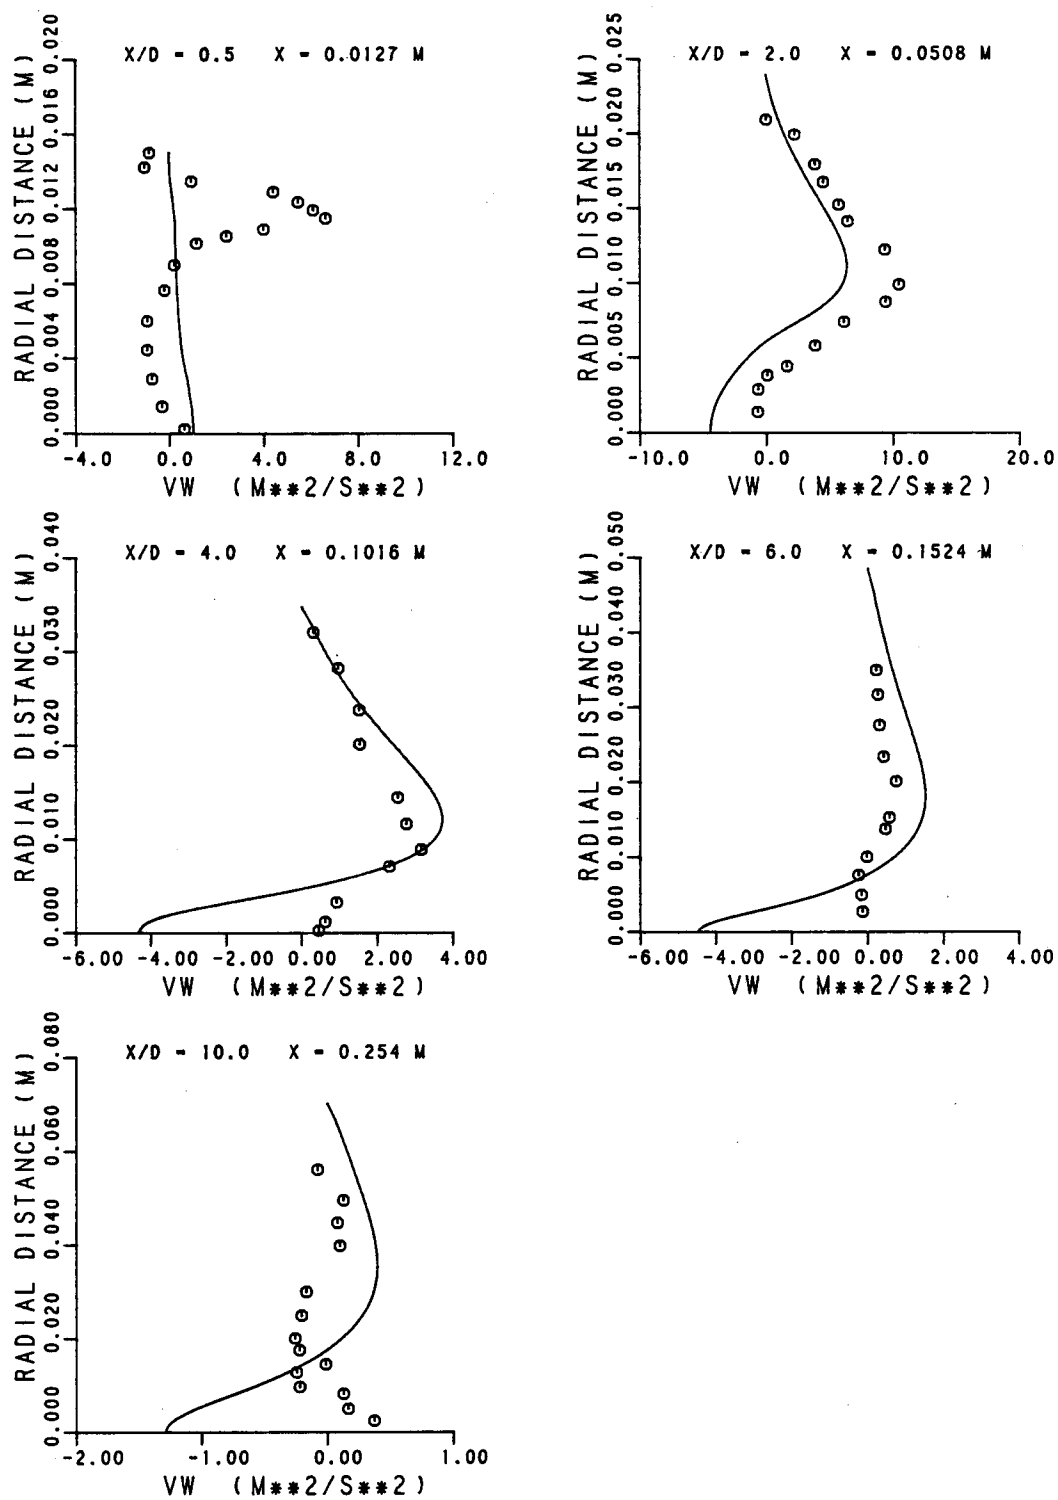 X/D = 0.5 X = 0.0127 M
RADIAL DISTANCE (M)
0.020
0.016
0.012
0.008
0.004
0.000
-4.0 0.0 4.0 8.0 12.0
VW (M**2/S**2)
X/D = 2.0 X = 0.0508 M
RADIAL DISTANCE (M)
0.025
0.020
0.015
0.010
0.005
0.000
-10.0 0.0 10.0 20.0
VW (M**2/S**2)
X/D = 4.0 X = 0.1016 M
RADIAL DISTANCE (M)
0.040
0.030
0.020
0.010
0.000
-6.00 -4.00 -2.00 0.00 2.00 4.00
VW (M**2/S**2)
X/D = 6.0 X = 0.1524 M
RADIAL DISTANCE (M)
0.050
0.040
0.030
0.020
0.010
0.000
-6.00 -4.00 -2.00 0.00 2.00 4.00
VW (M**2/S**2)
X/D = 10.0 X = 0.254 M
RADIAL DISTANCE (M)
0.080
0.060
0.040
0.020
0.000
-2.00 -1.00 0.00 1.00
VW (M**2/S**2)